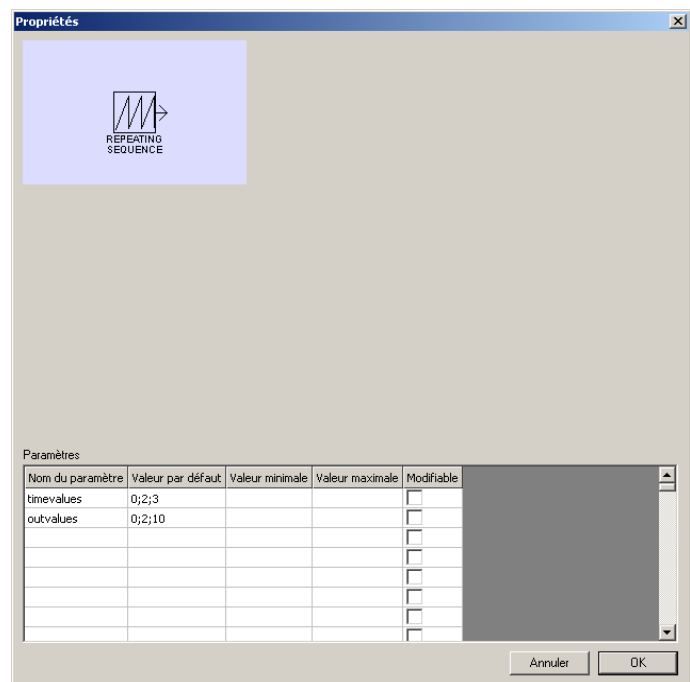 Propriétés
REPEATING
SEQUENCE
Paramètres
Nom du paramètre Valeur par défaut Valeur minimale Valeur maximale Modifiable
timevalues 0;2;3
outvalues 0;2;10
Annuler OK